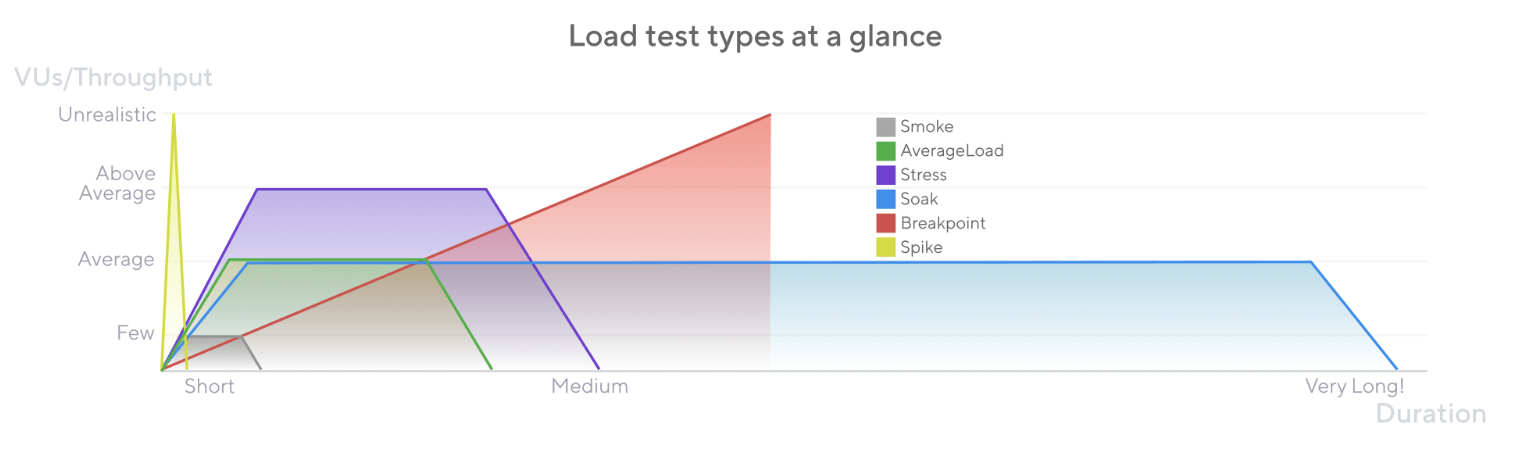 Load test types at a glance
VUs/Throughput
Unrealistic
Above
Average
Average
Few
Smoke
AverageLoad
Stress
Soak
Breakpoint
Spike
Short
Medium
Very Long!
Duration